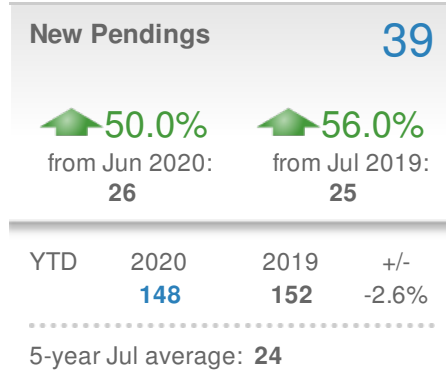 New Pendings 39
50.0% 56.0%
from Jun 2020: from Jul 2019:
26 25
YTD 2020 2019 +/-
148 152 -2.6%
5-year Jul average: 24